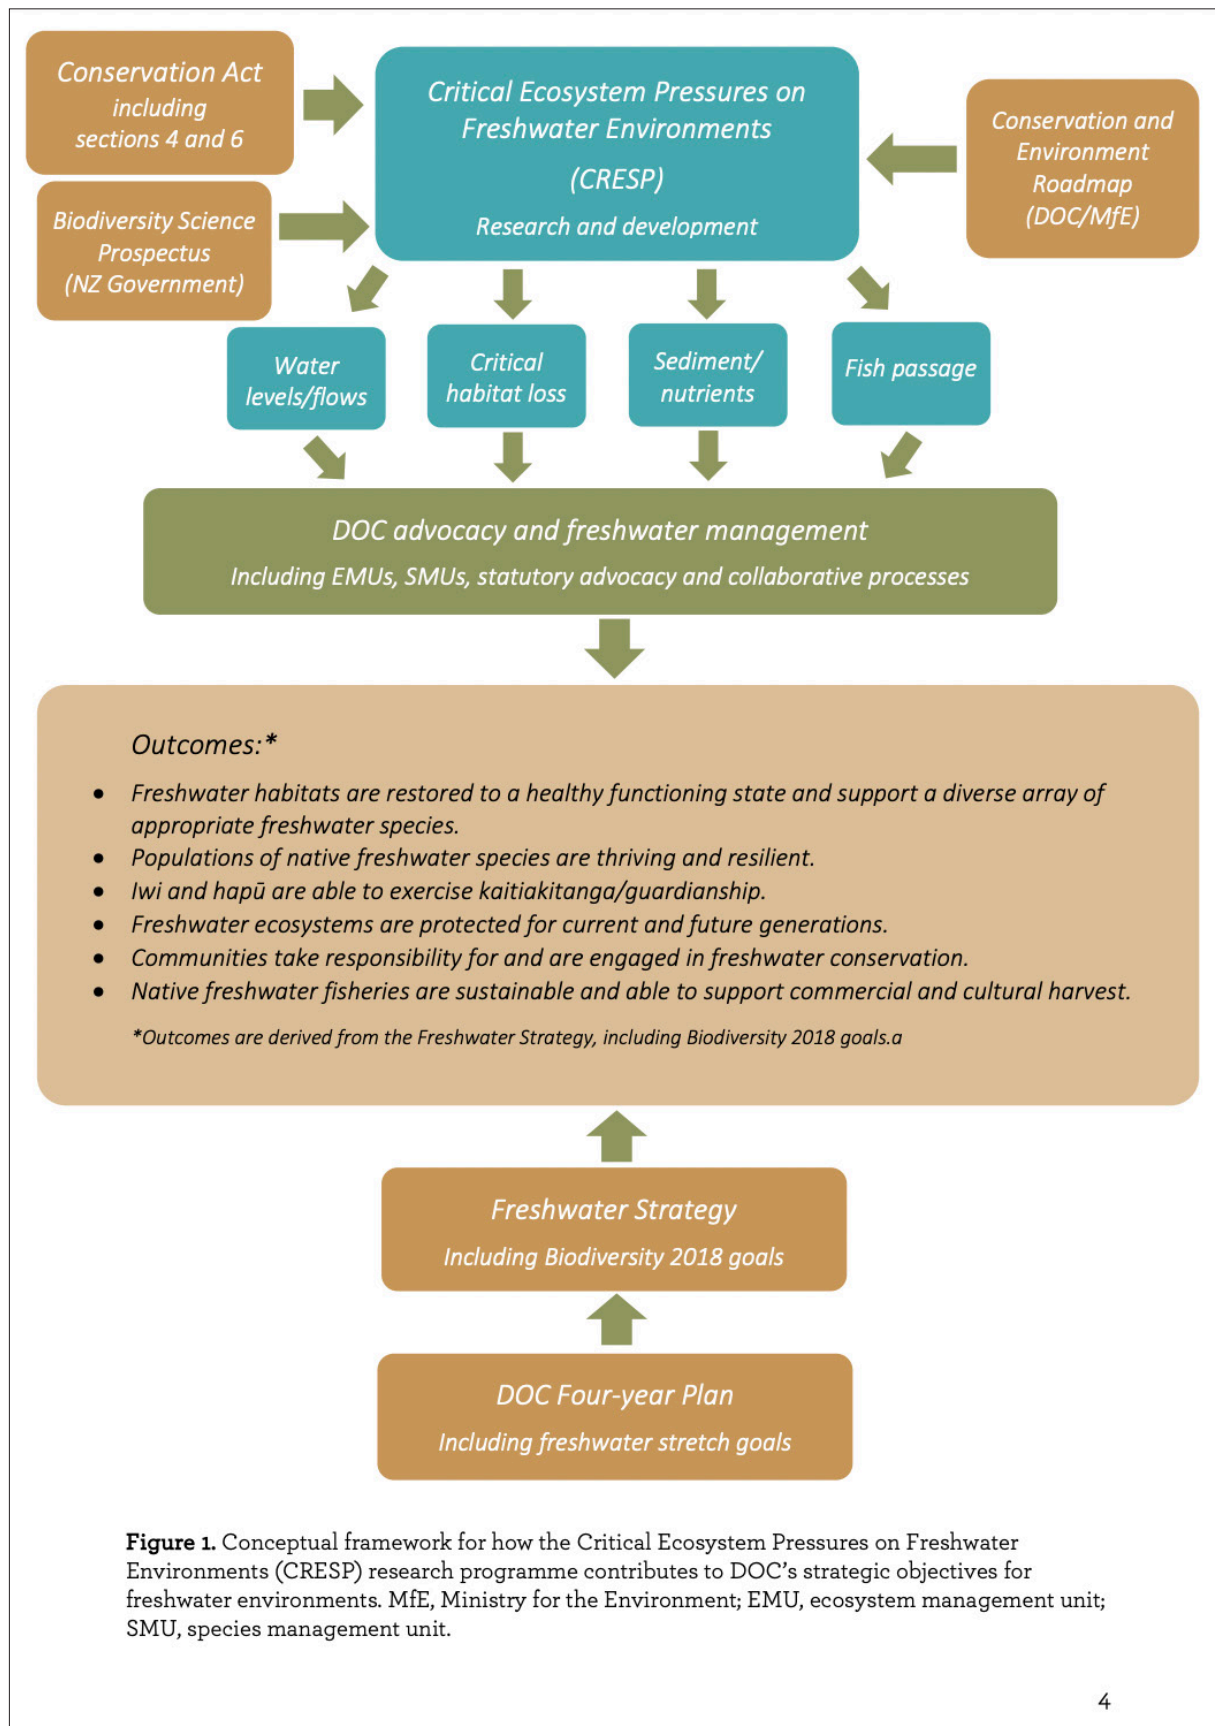 Conservation Act
including
sections 4 and 6
Critical Ecosystem Pressures on
Freshwater Environments
(CRESP)
Research and development
Conservation and
Environment
Roadmap
(DOC/MfE)
Biodiversity Science
Prospectus
(NZ Government)
Water
levels/flows
Critical
habitat loss
Sediment/
nutrients
Fish passage
DOC advocacy and freshwater management
Including EMUs, SMUs, statutory advocacy and collaborative processes
Outcomes:*
• Freshwater habitats are restored to a healthy functioning state and support a diverse array of
appropriate freshwater species.
• Populations of native freshwater species are thriving and resilient.
• Iwi and hapū are able to exercise kaitiakitanga/guardianship.
• Freshwater ecosystems are protected for current and future generations.
• Communities take responsibility for and are engaged in freshwater conservation.
• Native freshwater fisheries are sustainable and able to support commercial and cultural harvest.
*Outcomes are derived from the Freshwater Strategy, including Biodiversity 2018 goals.a
Freshwater Strategy
Including Biodiversity 2018 goals
DOC Four-year Plan
Including freshwater stretch goals
Figure 1. Conceptual framework for how the Critical Ecosystem Pressures on Freshwater
Environments (CRESP) research programme contributes to DOC's strategic objectives for
freshwater environments. MfE, Ministry for the Environment; EMU, ecosystem management unit;
SMU, species management unit.
4